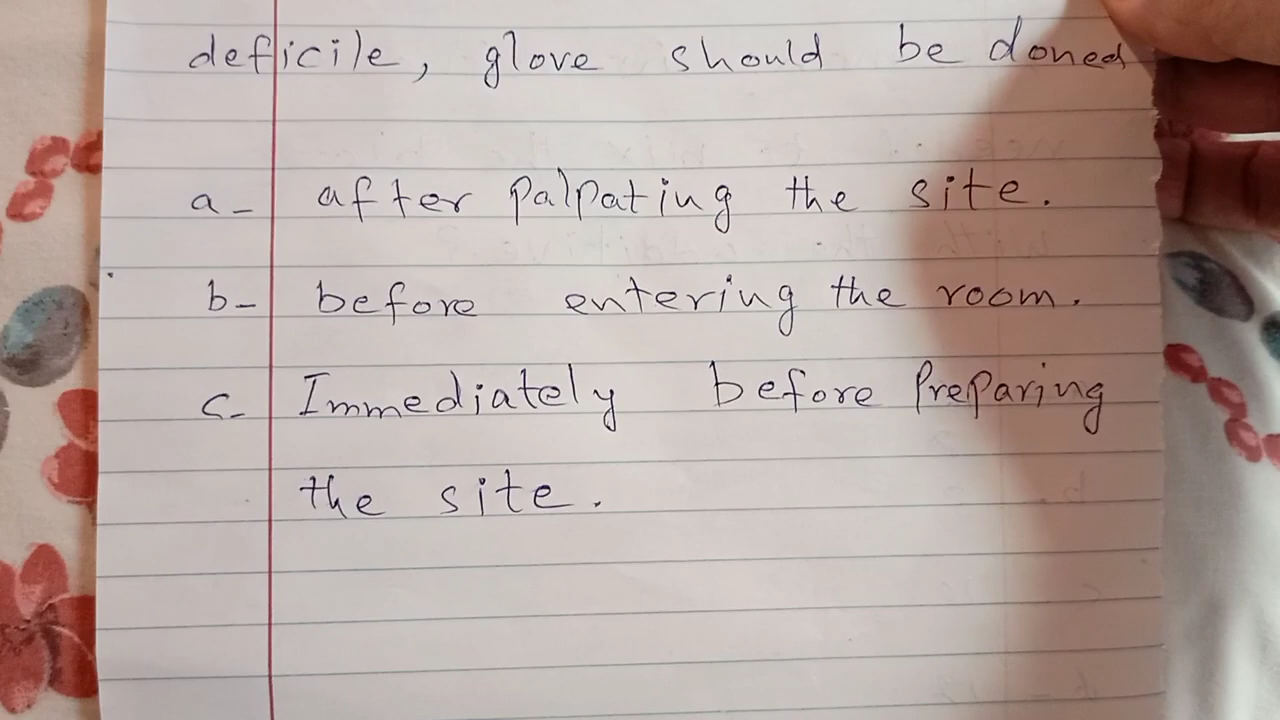 deficile, glove should be doned
a- after palpating the site.
b- before entering the room.
c- Immediately before preparing
the site.